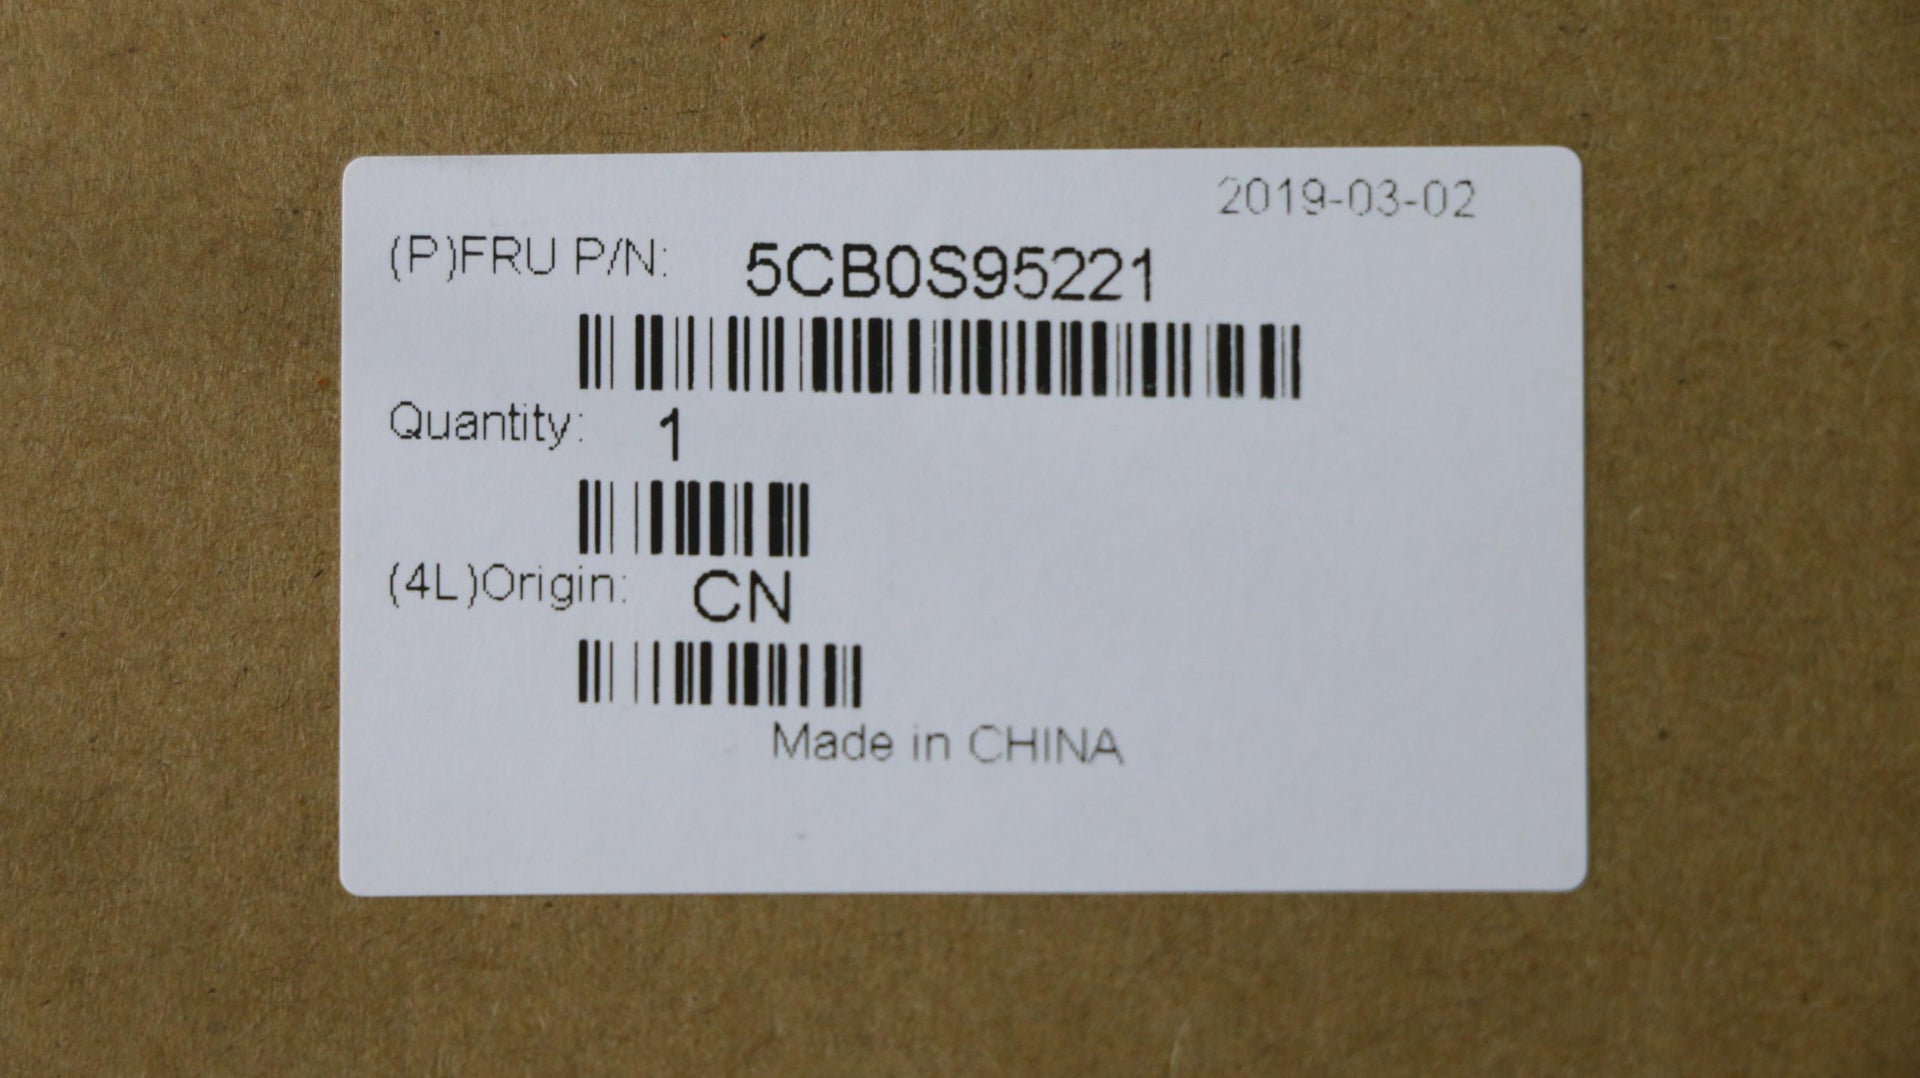 2019-03-02
(P)FRU P/N: 5CB0S95221
Quantity: 1
(4L)Origin: CN
Made in CHINA